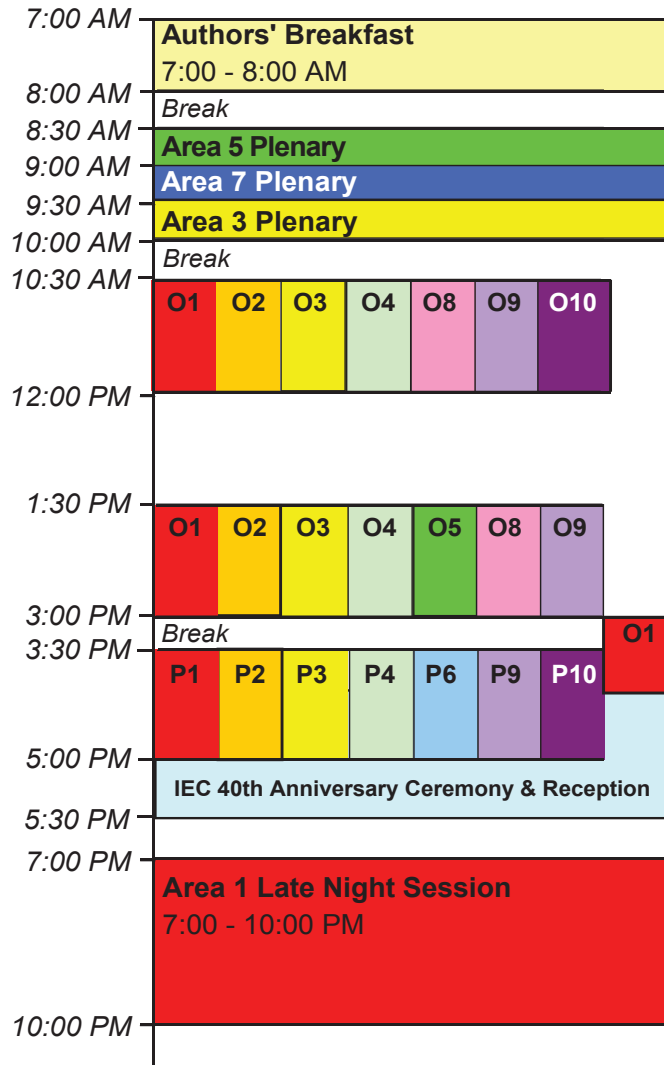 7:00 AM
Authors' Breakfast
7:00 - 8:00 AM
8:00 AM
Break
8:30 AM
Area 5 Plenary
9:00 AM
Area 7 Plenary
9:30 AM
Area 3 Plenary
10:00 AM
Break
10:30 AM
O1 O2 O3 O4 O8 O9 O10
12:00 PM
1:30 PM
O1 O2 O3 O4 O5 O8 O9
3:00 PM
Break O1
3:30 PM
P1 P2 P3 P4 P6 P9 P10
5:00 PM
IEC 40th Anniversary Ceremony & Reception
5:30 PM
7:00 PM
Area 1 Late Night Session
7:00 - 10:00 PM
10:00 PM